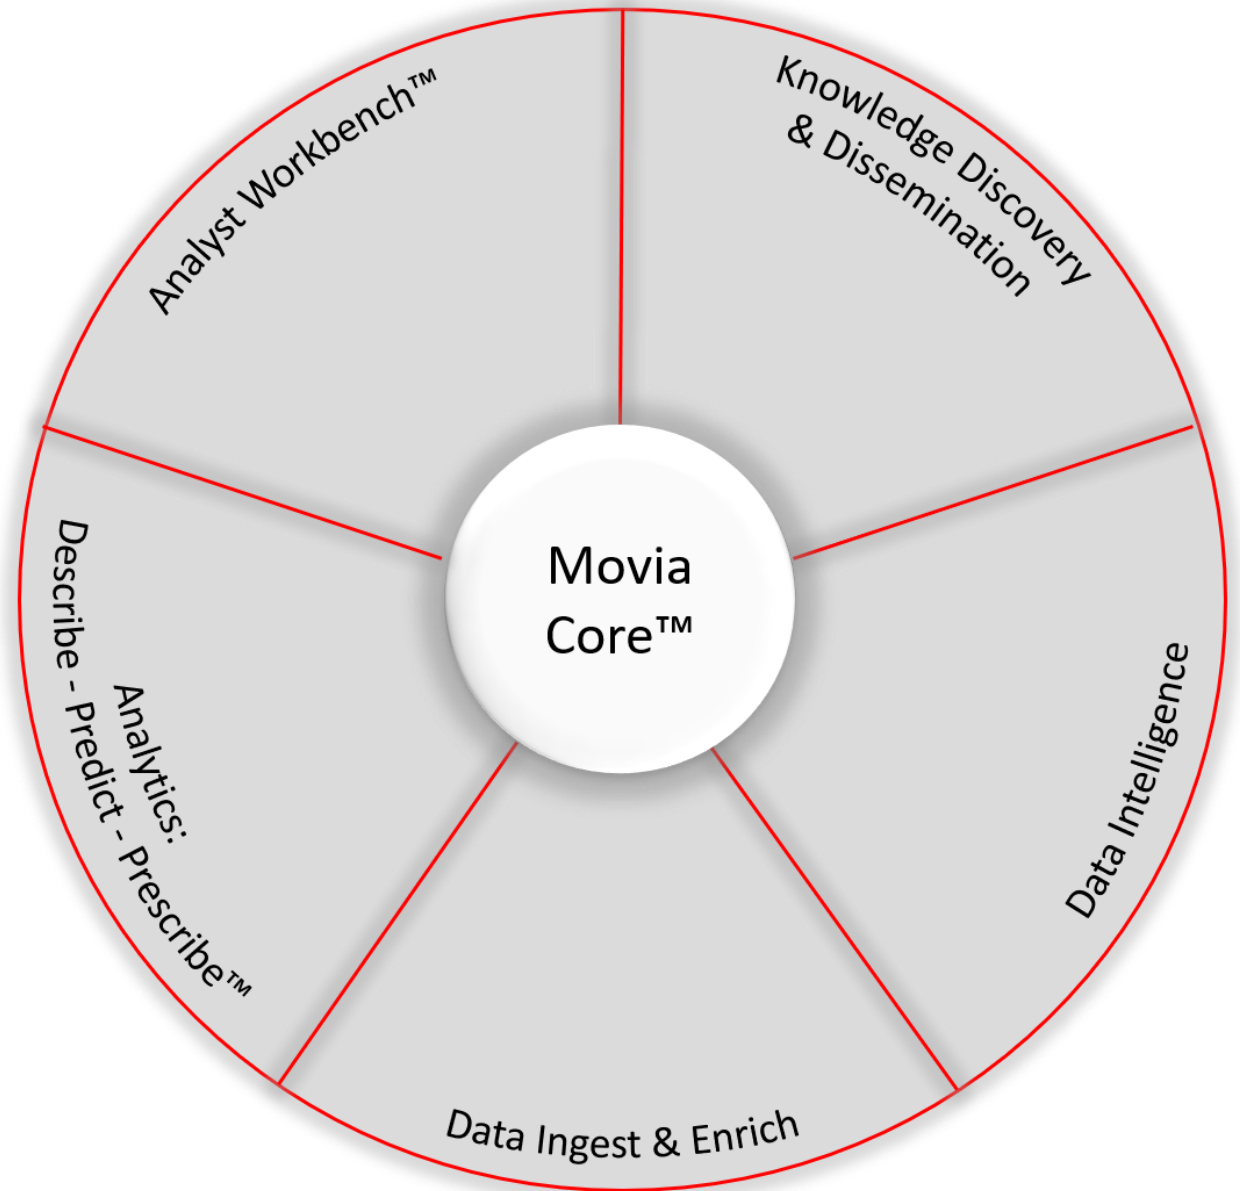 Analyst Workbench™
Knowledge Discovery
& Dissemination
Movia
Core™
Data Intelligence
Analytics:
Describe - Predict - Prescribe™
Data Ingest & Enrich